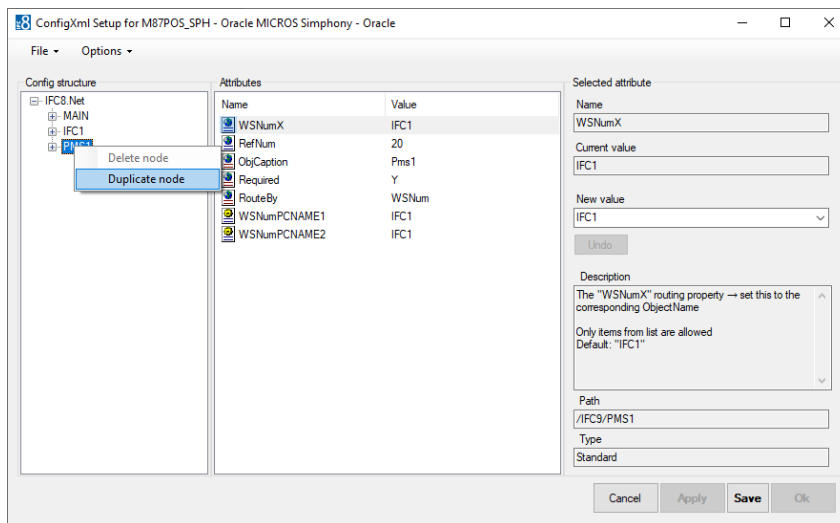 ConfigXml Setup for M87POS_SPH - Oracle MICROS Simphony - Oracle
File Options
Config structure
IFC8.Net
MAIN
IFC1
PMS1
Delete node
Duplicate node
Attributes
Name Value
WSNumX IFC1
RefNum 20
ObjCaption Pms1
Required Y
RouteBy WSNum
WSNumPCNAME1 IFC1
WSNumPCNAME2 IFC1
Selected attribute
Name
WSNumX
Current value
IFC1
New value
IFC1
Undo
Description
The "WSNumX" routing property → set this to the
corresponding ObjectName
Only items from list are allowed
Default: "IFC1"
Path
/IFC9/PMS1
Type
Standard
Cancel Apply Save Ok